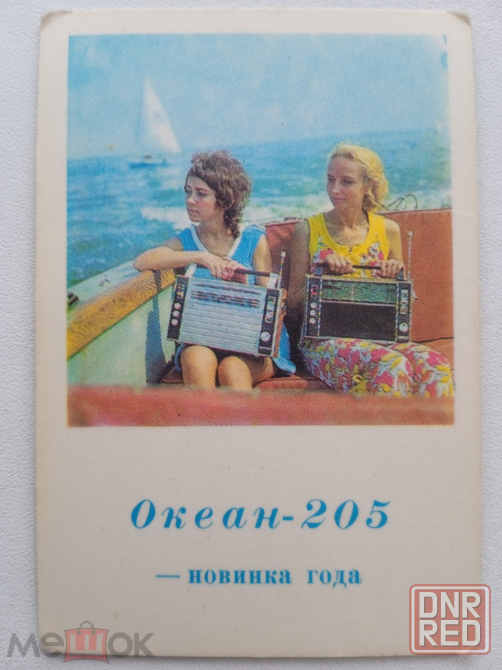 Океан-205
— новинка года
МешОк
DNR
RED